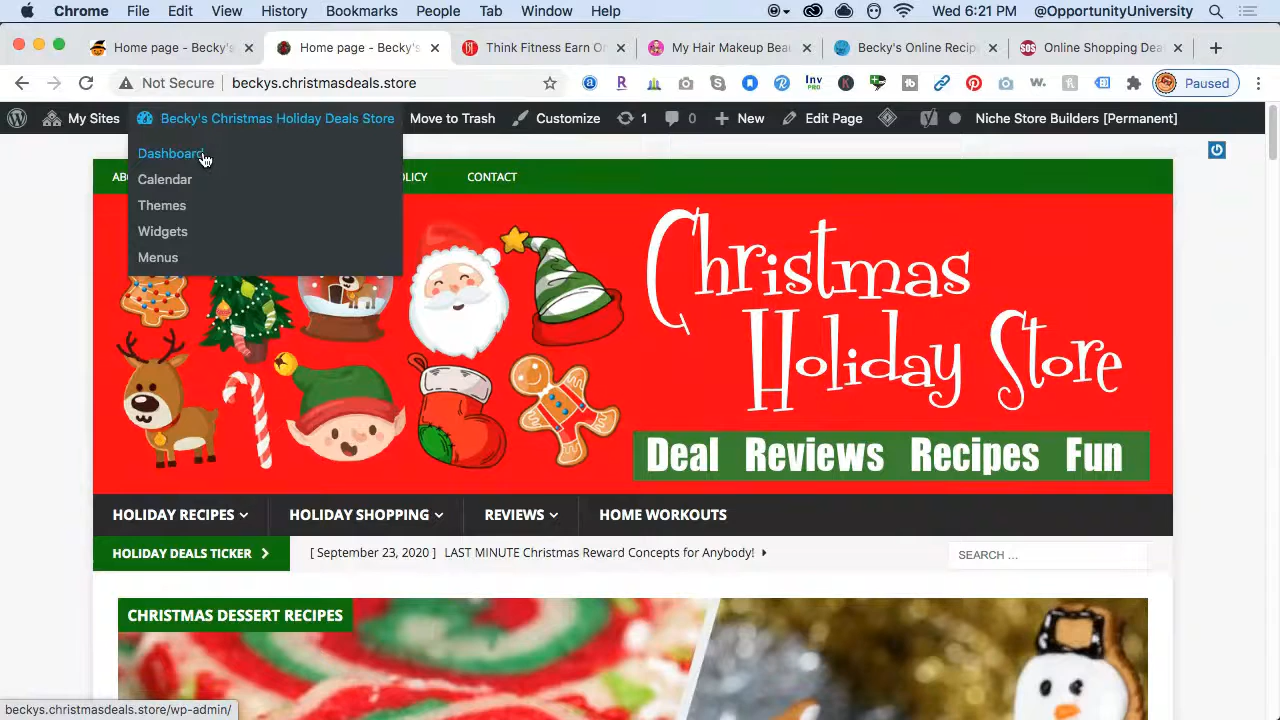 Chrome File Edit View History Bookmarks People Tab Window Help Wed 6:21 PM @OpportunityUniversity
Home page - Becky's Home page - Becky's Think Fitness Earn O My Hair Makeup Bea Becky's Online Recip Online Shopping Dea
Not Secure beckys.christmasdeals.store Paused
My Sites Becky's Christmas Holiday Deals Store Move to Trash Customize 1 0 New Edit Page Niche Store Builders [Permanent]
Dashboard
Calendar
Themes
Widgets
Menus
AB OLICY CONTACT
Christmas
Holiday Store
Deal Reviews Recipes Fun
HOLIDAY RECIPES HOLIDAY SHOPPING REVIEWS HOME WORKOUTS
HOLIDAY DEALS TICKER [ September 23, 2020 ] LAST MINUTE Christmas Reward Concepts for Anybody! SEARCH ...
CHRISTMAS DESSERT RECIPES
beckys.christmasdeals.store/wp-admin/